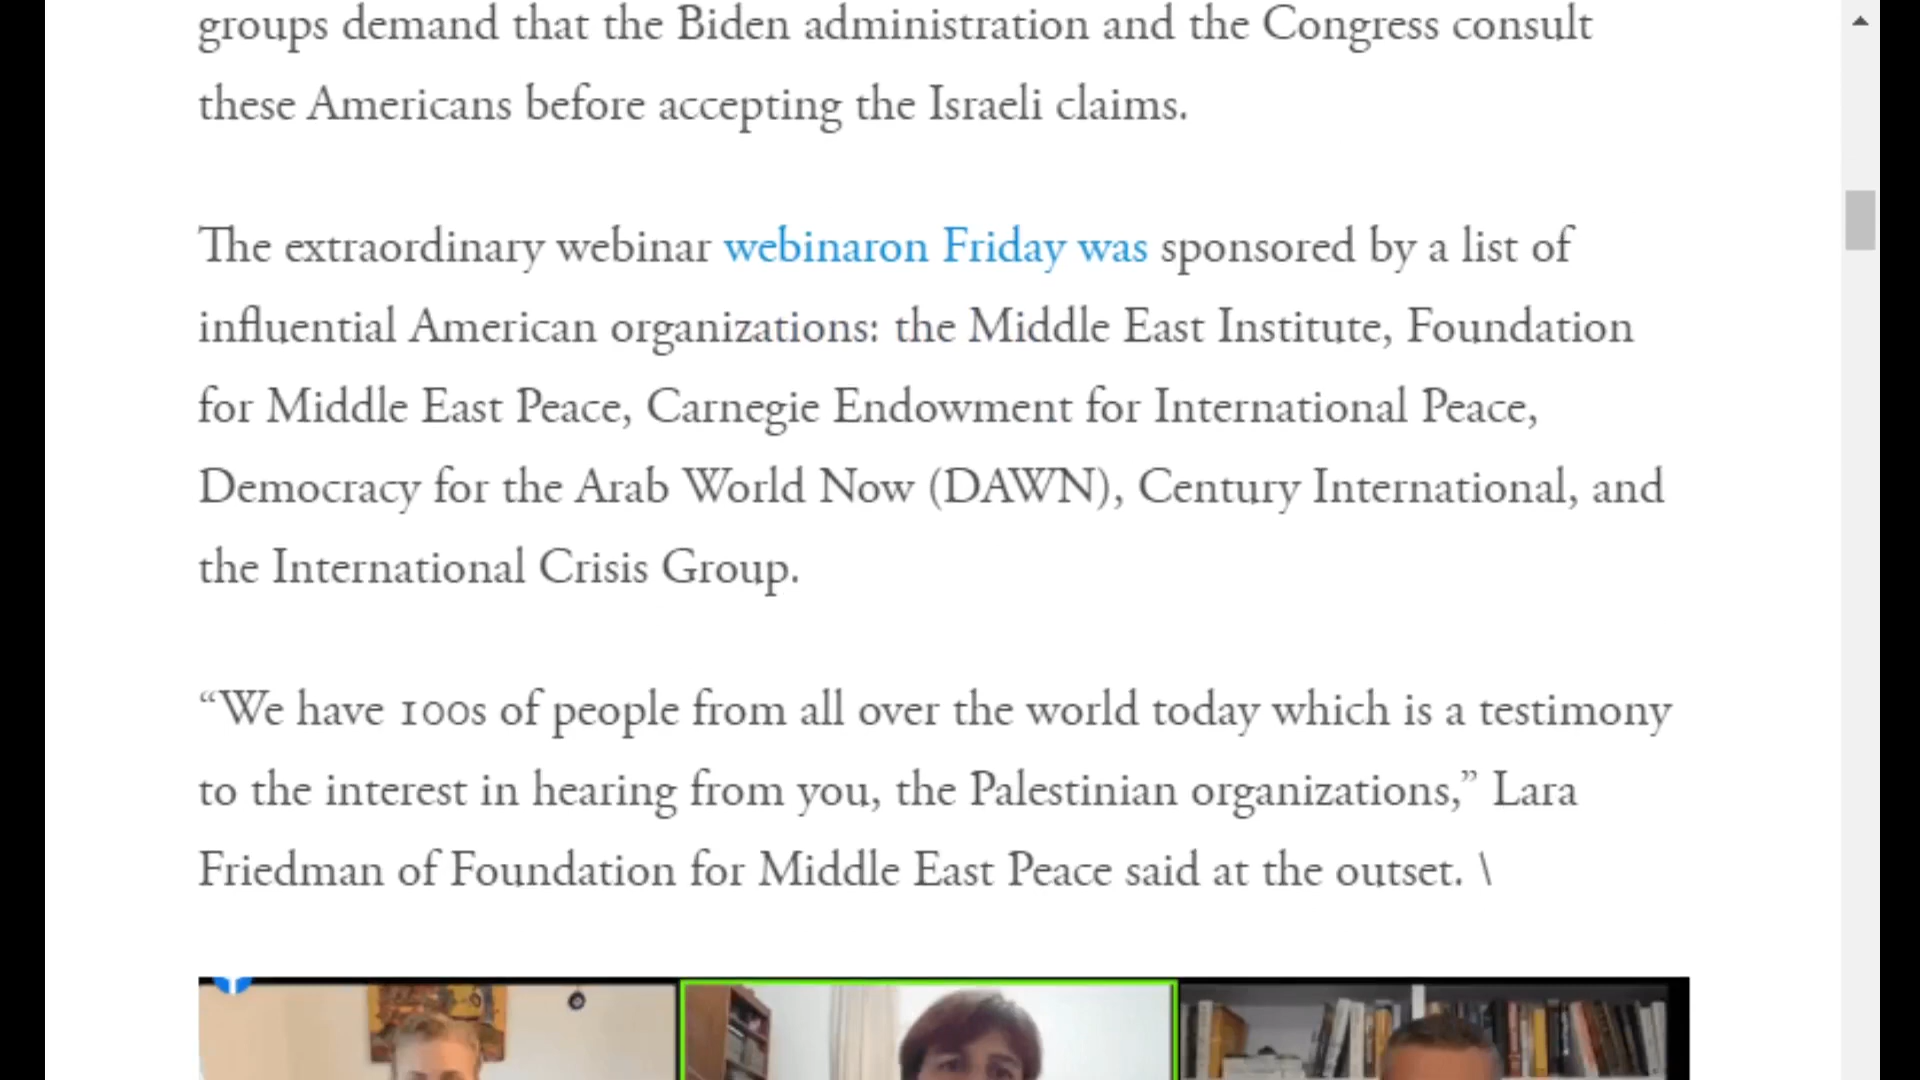 groups demand that the Biden administration and the Congress consult
these Americans before accepting the Israeli claims.
The extraordinary webinar webinaron Friday was sponsored by a list of
influential American organizations: the Middle East Institute, Foundation
for Middle East Peace, Carnegie Endowment for International Peace,
Democracy for the Arab World Now (DAWN), Century International, and
the International Crisis Group.
“We have 100s of people from all over the world today which is a testimony
to the interest in hearing from you, the Palestinian organizations,” Lara
Friedman of Foundation for Middle East Peace said at the outset. \